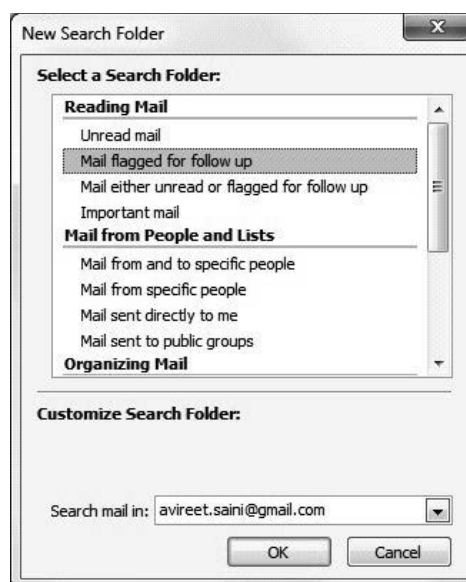 New Search Folder
X
Select a Search Folder:
Reading Mail
Unread mail
Mail flagged for follow up
Mail either unread or flagged for follow up
Important mail
Mail from People and Lists
Mail from and to specific people
Mail from specific people
Mail sent directly to me
Mail sent to public groups
Organizing Mail
Customize Search Folder:
Search mail in: avireet.saini@gmail.com
OK Cancel